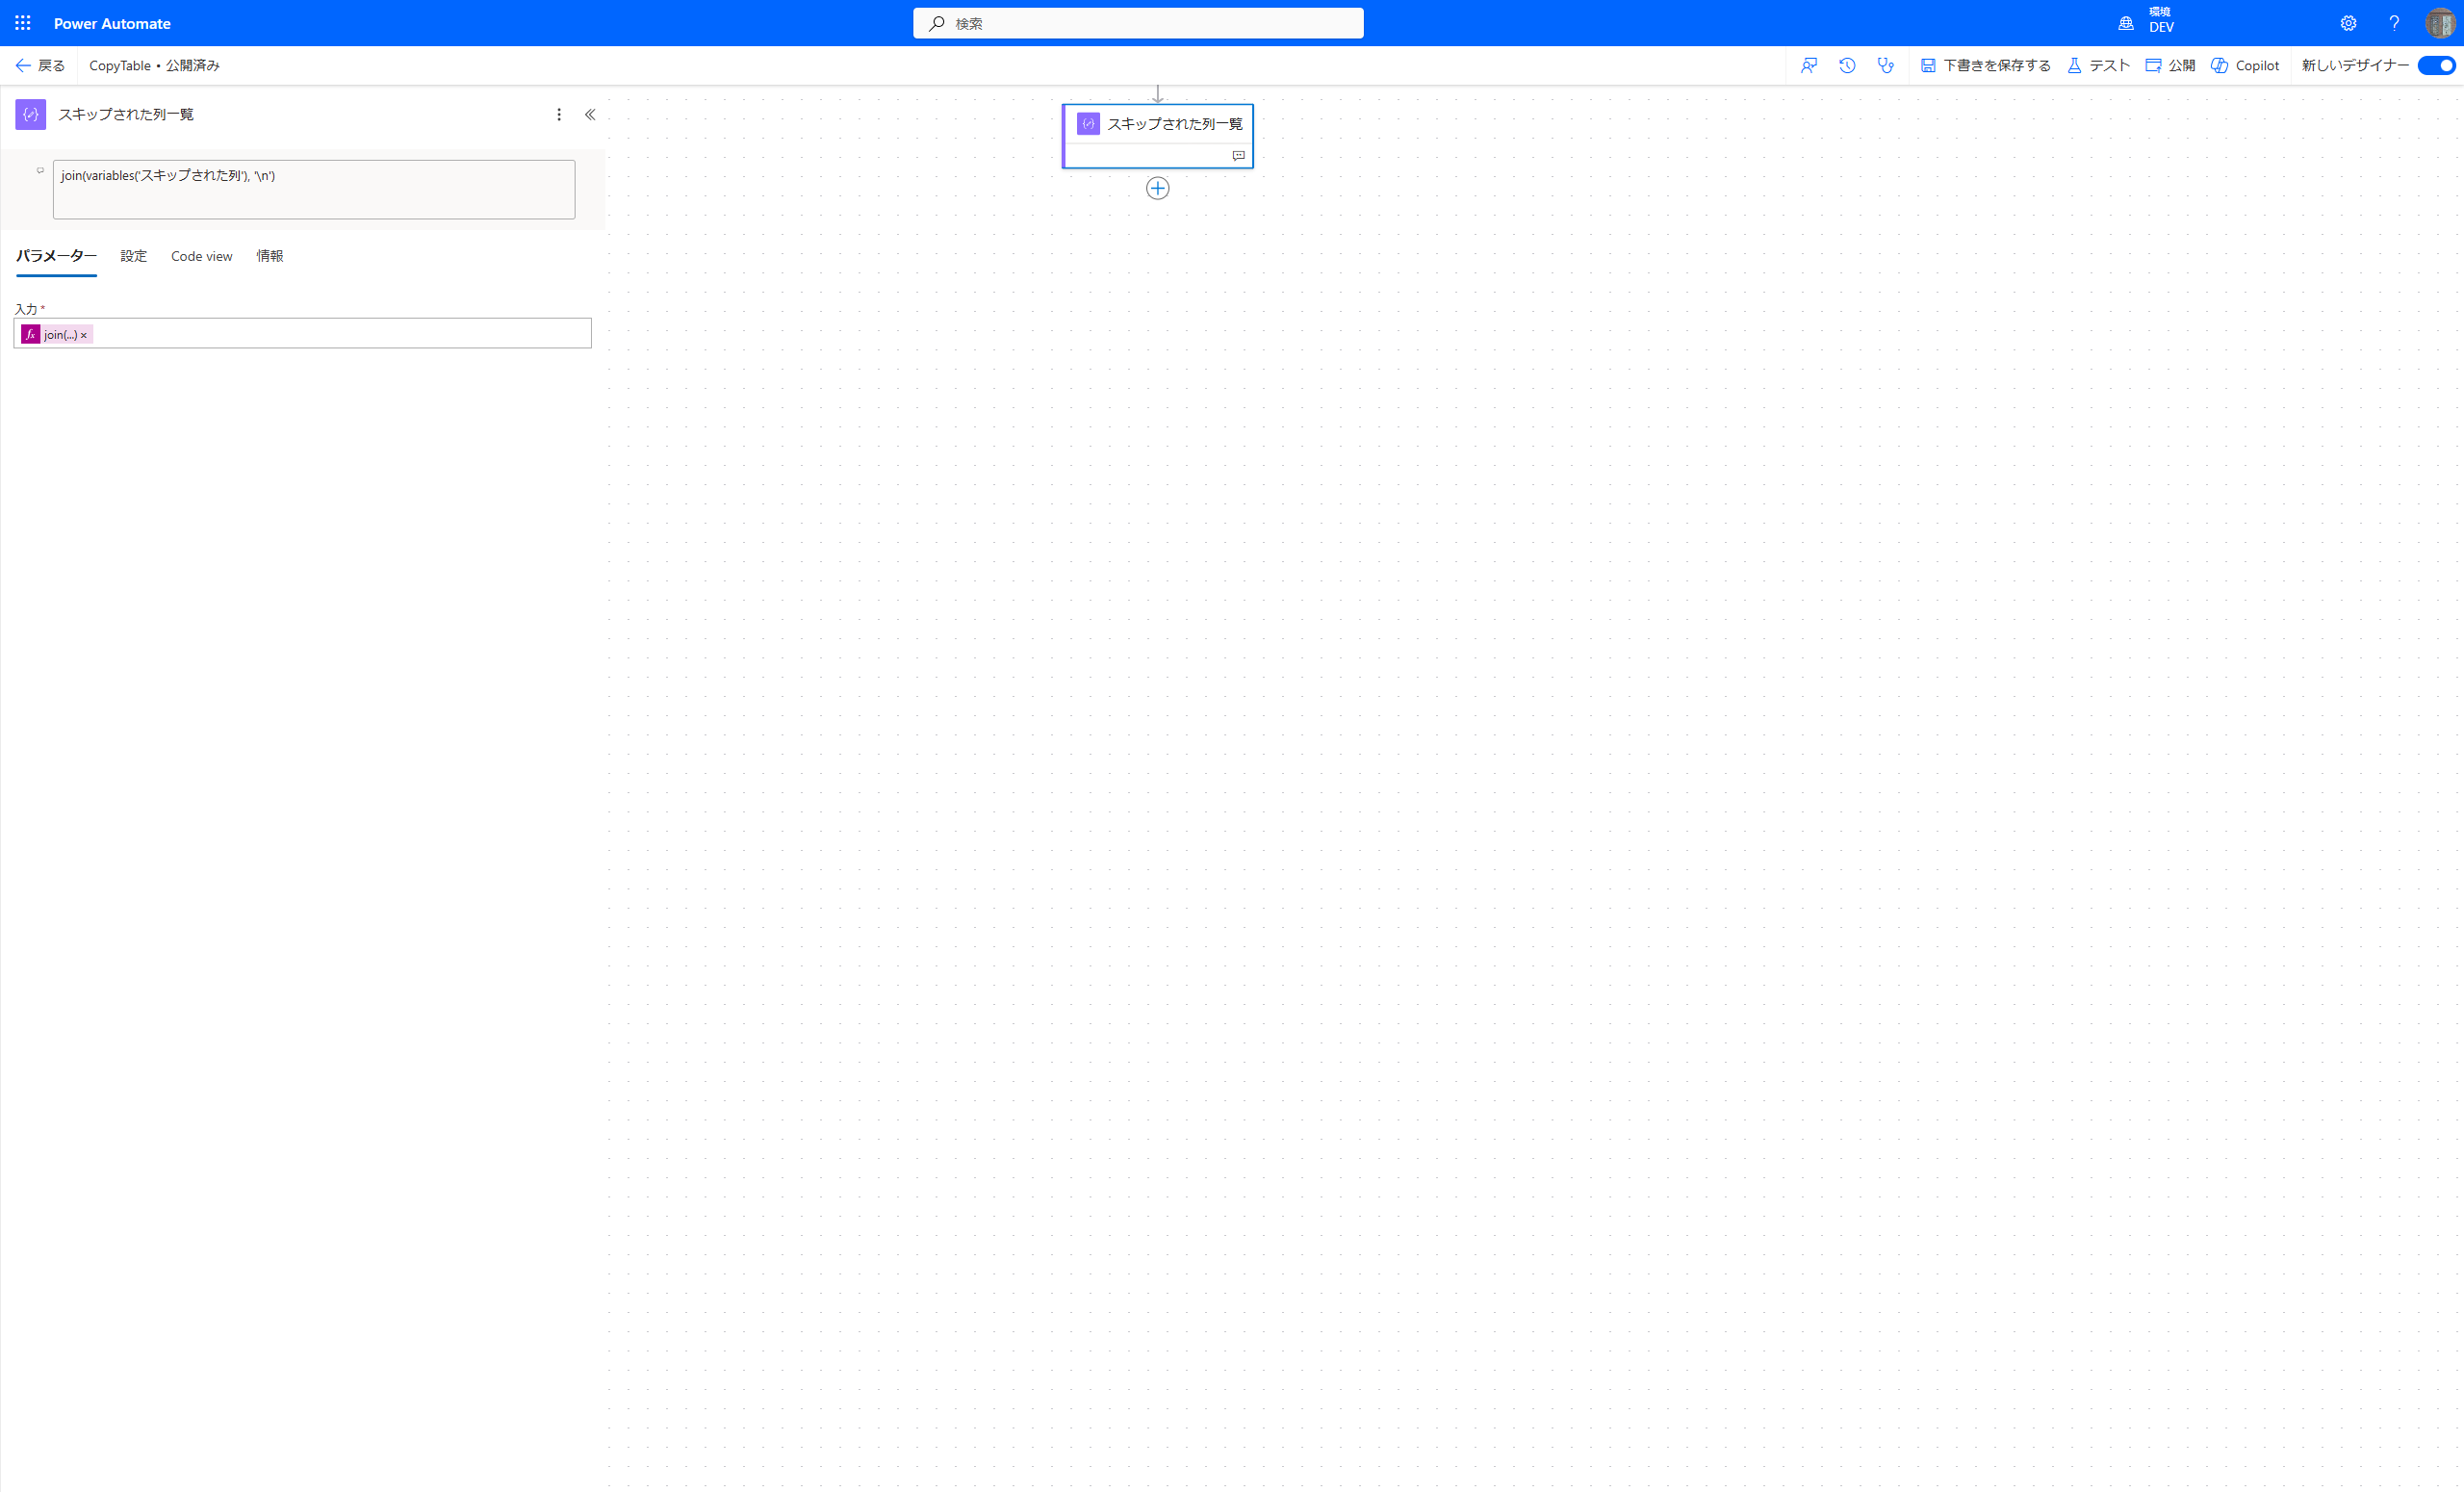 Power Automate
検索
環境
DEV
戻る
CopyTable • 公開済み
下書きを保存する
テスト
公開
Copilot
新しいデザイナー
スキップされた列一覧
join(variables('スキップされた列'), '\n')
パラメーター
設定
Code view
情報
入力 *
fx join(...) ×
スキップされた列一覧